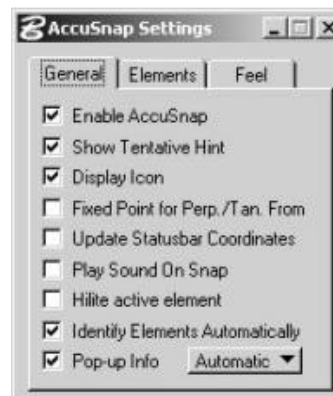 AccuSnap Settings
General Elements Feel
Enable AccuSnap
Show Tentative Hint
Display Icon
Fixed Point for Perp./Tan. From
Update Statusbar Coordinates
Play Sound On Snap
Hilite active element
Identify Elements Automatically
Pop-up Info Automatic